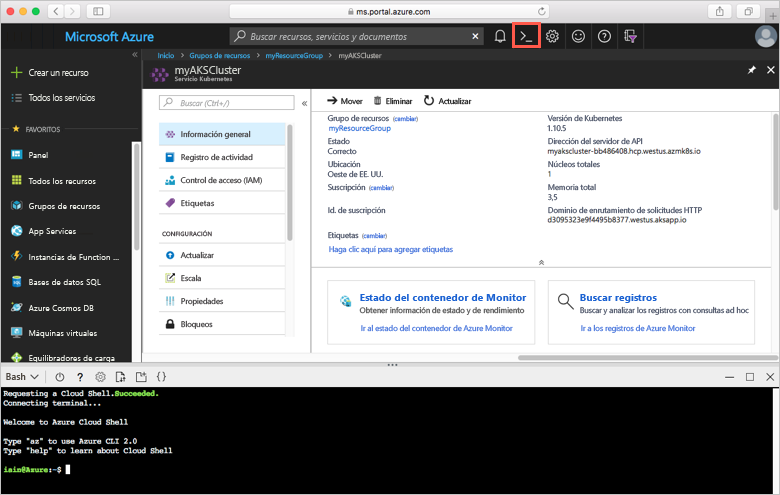 ms.portal.azure.com
Microsoft Azure
Buscar recursos, servicios y documentos
Inicio > Grupos de recursos > myResourceGroup > myAKSCluster
myAKSCluster
Servicio Kubernetes
Crear un recurso
Todos los servicios
FAVORITOS
Panel
Todos los recursos
Grupos de recursos
App Services
Instancias de Function ...
Bases de datos SQL
Azure Cosmos DB
Máquinas virtuales
Equilibradores de carga
Buscar (Ctrl+/)
Información general
Registro de actividad
Control de acceso (IAM)
Etiquetas
CONFIGURACIÓN
Actualizar
Escala
Propiedades
Bloqueos
Mover Eliminar Actualizar
Grupo de recursos (cambiar)
myResourceGroup
Estado
Correcto
Ubicación
Oeste de EE. UU.
Suscripción (cambiar)
Id. de suscripción
Etiquetas (cambiar)
Haga clic aquí para agregar etiquetas
Versión de Kubernetes
1.10.5
Dirección del servidor de API
myakscluster-bb486408.hcp.westus.azmk8s.io
Núcleos totales
1
Memoria total
3,5
Dominio de enrutamiento de solicitudes HTTP
d3095323e9f4495b8377.westus.aksapp.io
Estado del contenedor de Monitor
Obtener información de estado y de rendimiento
Ir al estado del contenedor de Azure Monitor
Buscar registros
Buscar y analizar los registros con consultas ad hoc
Ir a los registros de Azure Monitor
Bash
Requesting a Cloud Shell.Succeeded.
Connecting terminal...
Welcome to Azure Cloud Shell
Type "az" to use Azure CLI 2.0
Type "help" to learn about Cloud Shell
iain@Azure:~$